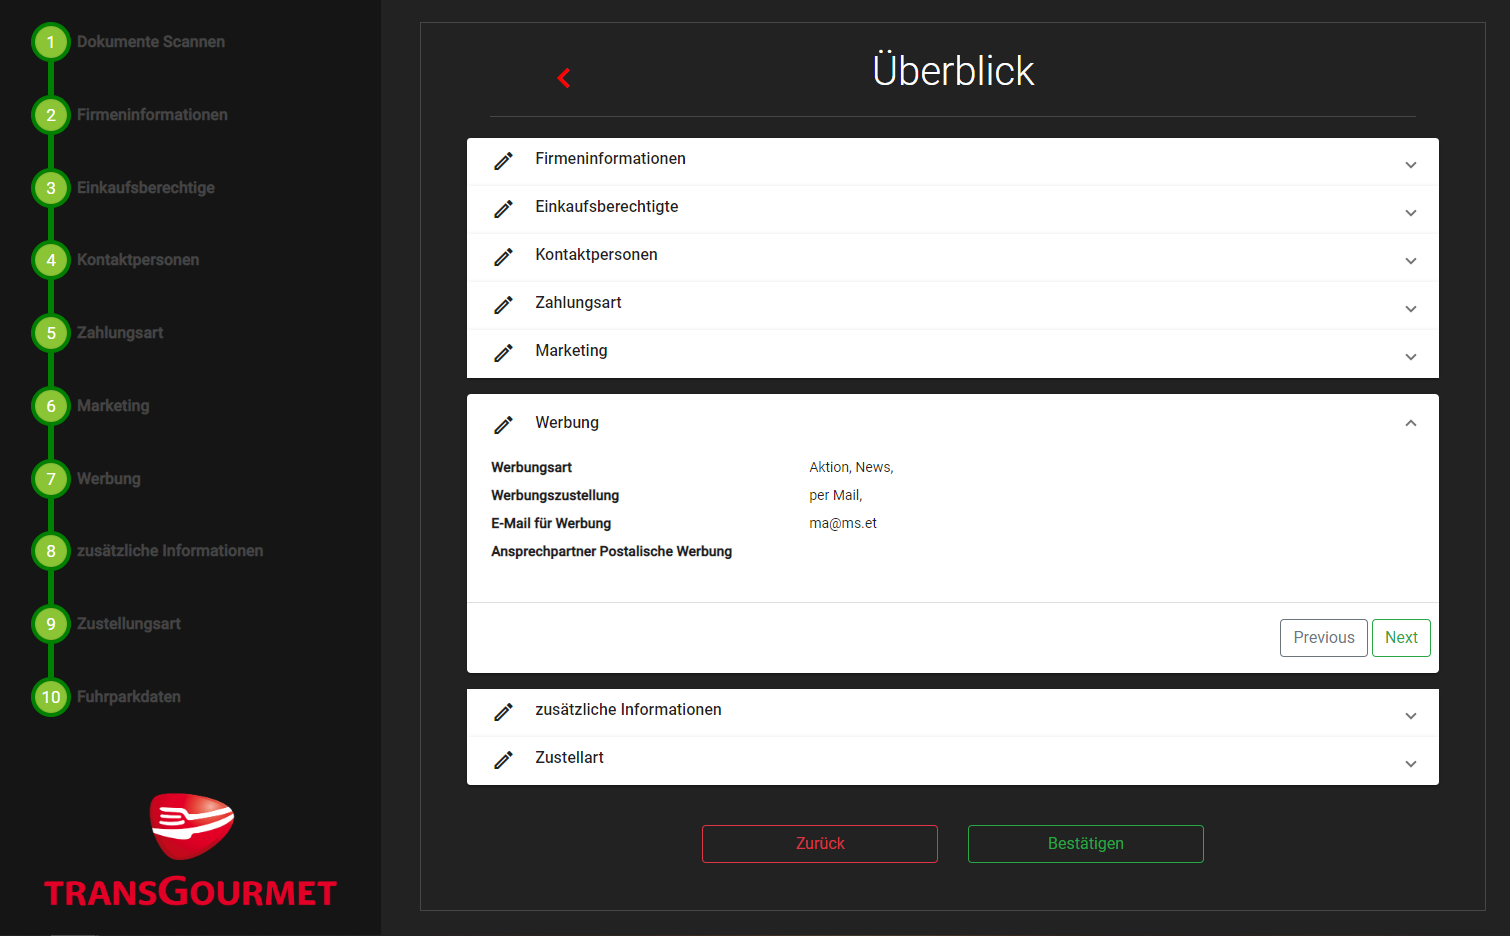 1 Dokumente Scannen
2 Firmeninformationen
3 Einkaufsberechtige
4 Kontaktpersonen
5 Zahlungsart
6 Marketing
7 Werbung
8 zusätzliche Informationen
9 Zustellungsart
10 Fuhrparkdaten
TRANSGOURMET
Überblick
Firmeninformationen
Einkaufsberechtigte
Kontaktpersonen
Zahlungsart
Marketing
Werbung
Werbungsart Aktion, News,
Werbungszustellung per Mail,
E-Mail für Werbung ma@ms.et
Ansprechpartner Postalische Werbung
Previous Next
zusätzliche Informationen
Zustellart
Zurück Bestätigen